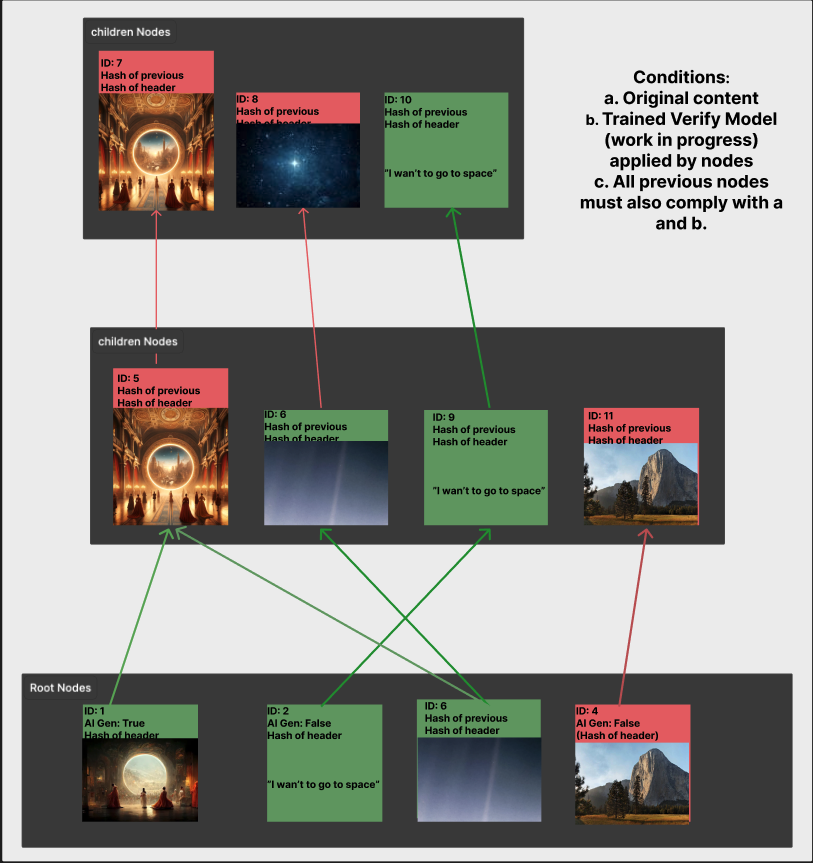 children Nodes
ID: 7
Hash of previous
Hash of header
ID: 8
Hash of previous
Hash of header
ID: 10
Hash of previous
Hash of header
"I wan't to go to space"
Conditions:
a. Original content
b. Trained Verify Model
(work in progress)
applied by nodes
c. All previous nodes
must also comply with a
and b.
children Nodes
ID: 5
Hash of previous
Hash of header
ID: 6
Hash of previous
Hash of header
ID: 9
Hash of previous
Hash of header
"I wan't to go to space"
ID: 11
Hash of previous
Hash of header
Root Nodes
ID: 1
AI Gen: True
Hash of header
ID: 2
AI Gen: False
Hash of header
"I wan't to go to space"
ID: 6
Hash of previous
Hash of header
ID: 4
AI Gen: False
(Hash of header)